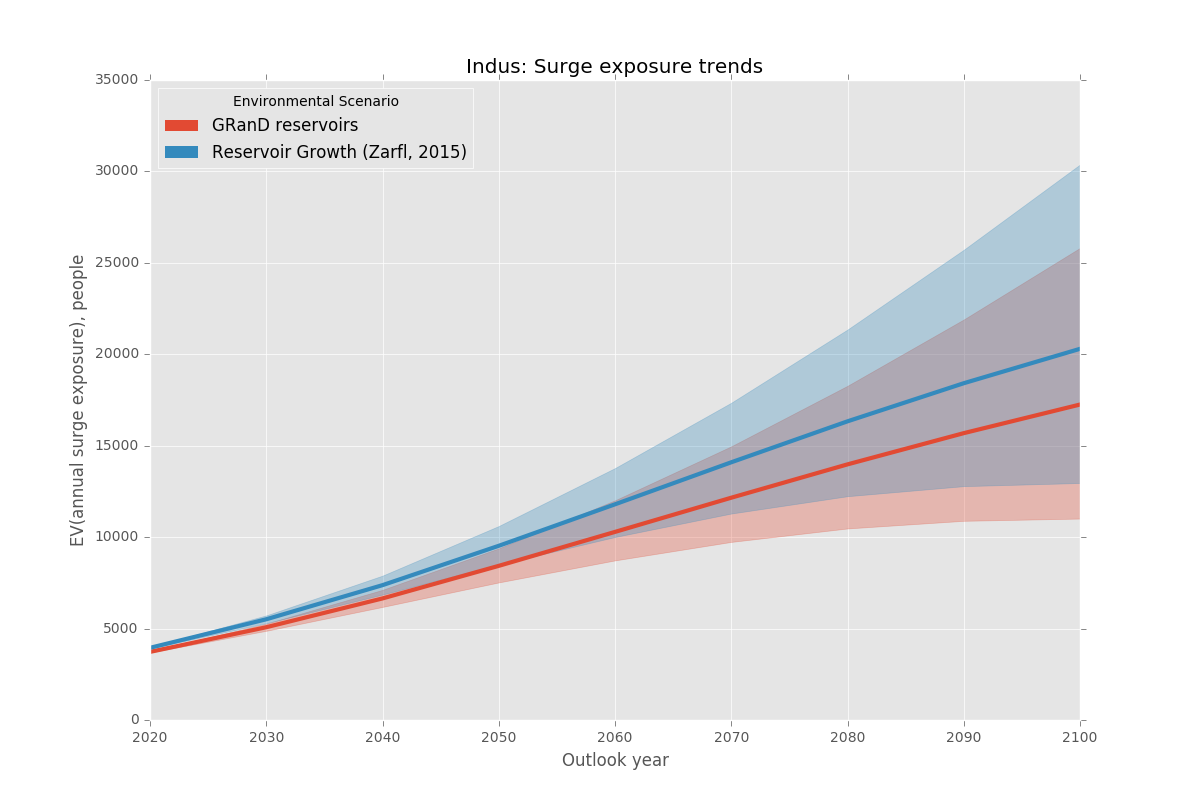 Indus: Surge exposure trends
Environmental Scenario
GRanD reservoirs
Reservoir Growth (Zarfl, 2015)
EV(annual surge exposure), people
35000
30000
25000
20000
15000
10000
5000
0
2020 2030 2040 2050 2060 2070 2080 2090 2100
Outlook year